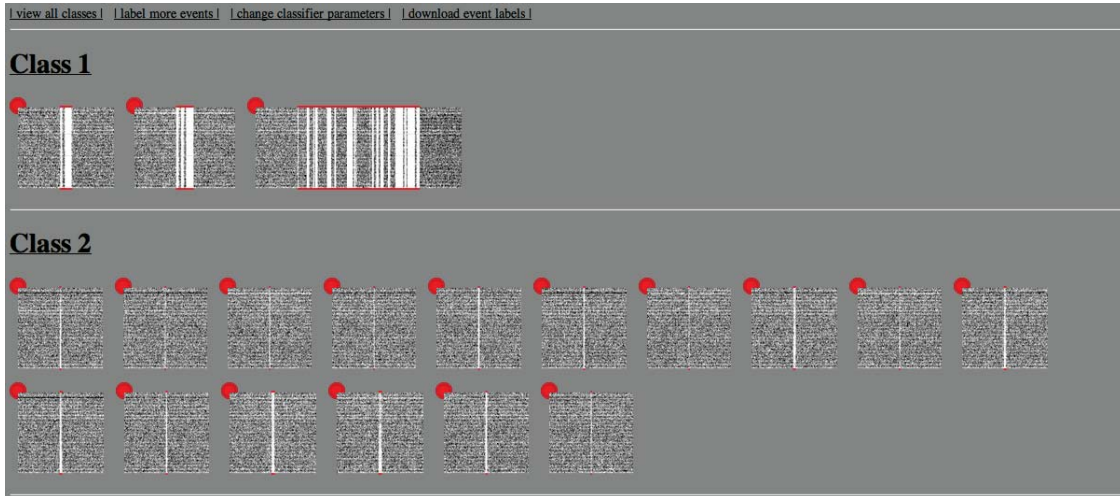 | view all classes | | label more events | | change classifier parameters | | download event labels |
Class 1
Class 2